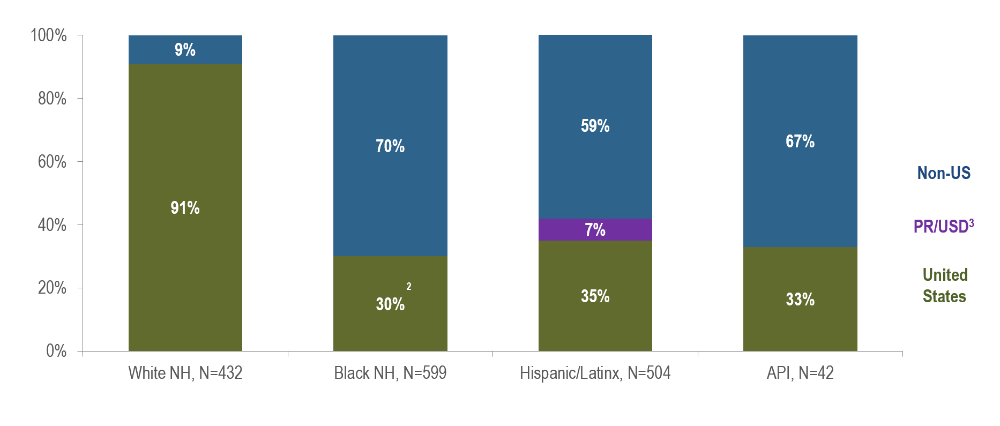 100%
80%
60%
40%
20%
0%
9%
91%
70%
30%²
59%
7%
35%
67%
33%
White NH, N=432
Black NH, N=599
Hispanic/Latinx, N=504
API, N=42
Non-US
PR/USD³
United
States